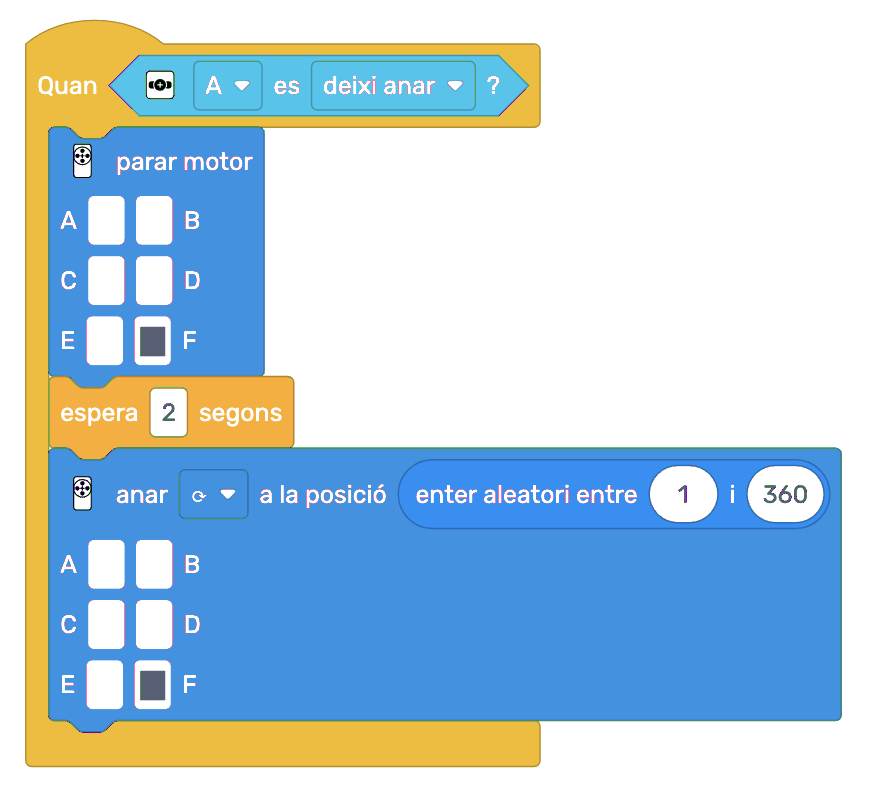 Quan A es deixi anar ?
parar motor
A B
C D
E F
espera 2 segons
anar a la posició enter aleatori entre 1 i 360
A B
C D
E F